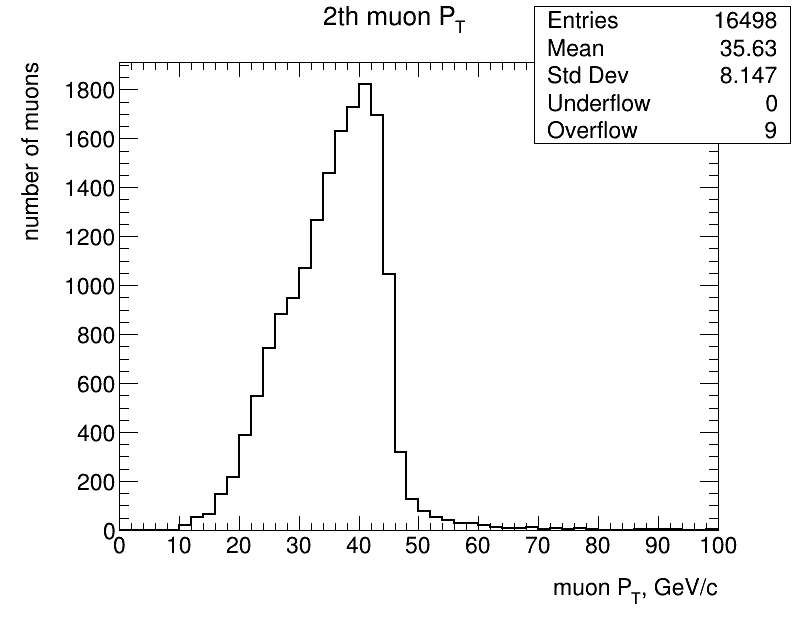 2th muon P_T
Entries 16498
Mean 35.63
Std Dev 8.147
Underflow 0
Overflow 9
number of muons
1800
1600
1400
1200
1000
800
600
400
200
0
0 10 20 30 40 50 60 70 80 90 100
muon P_T, GeV/c